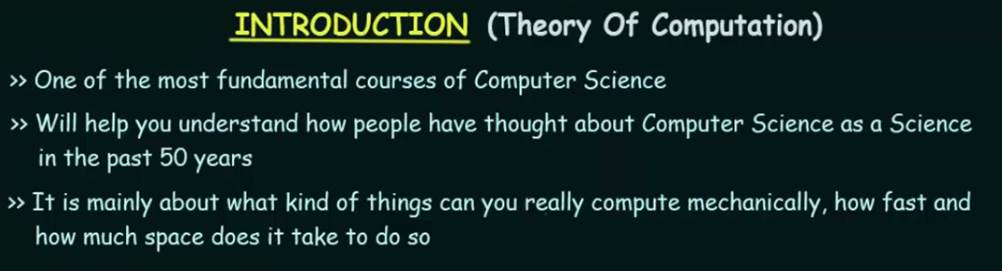 INTRODUCTION (Theory Of Computation)
>> One of the most fundamental courses of Computer Science
>> Will help you understand how people have thought about Computer Science as a Science
in the past 50 years
>> It is mainly about what kind of things can you really compute mechanically, how fast and
how much space does it take to do so